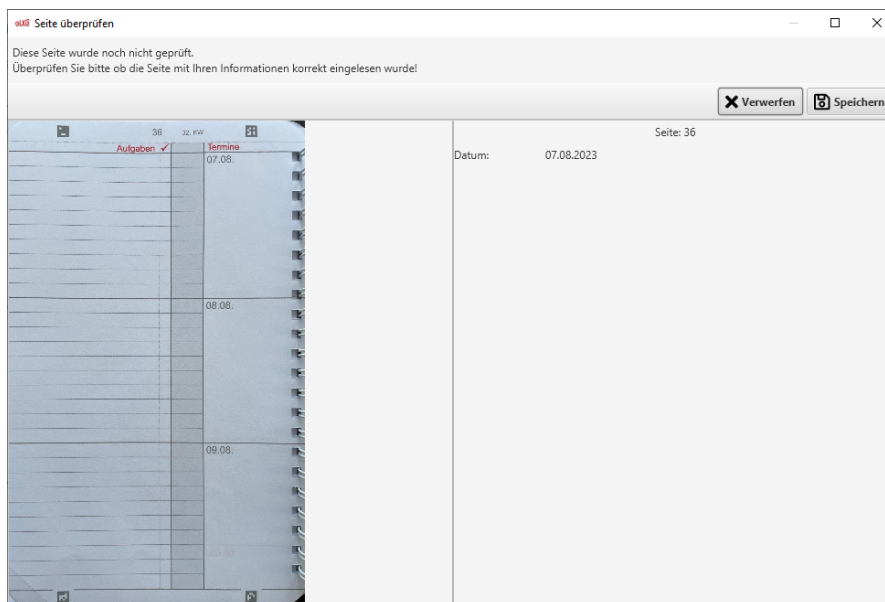 Seite überprüfen
Diese Seite wurde noch nicht geprüft.
Überprüfen Sie bitte ob die Seite mit Ihren Informationen korrekt eingelesen wurde!
Verwerfen
Speichern
36 32. KW
Aufgaben ✓ Termine
07.08.
08.08.
09.08.
Seite: 36
Datum: 07.08.2023